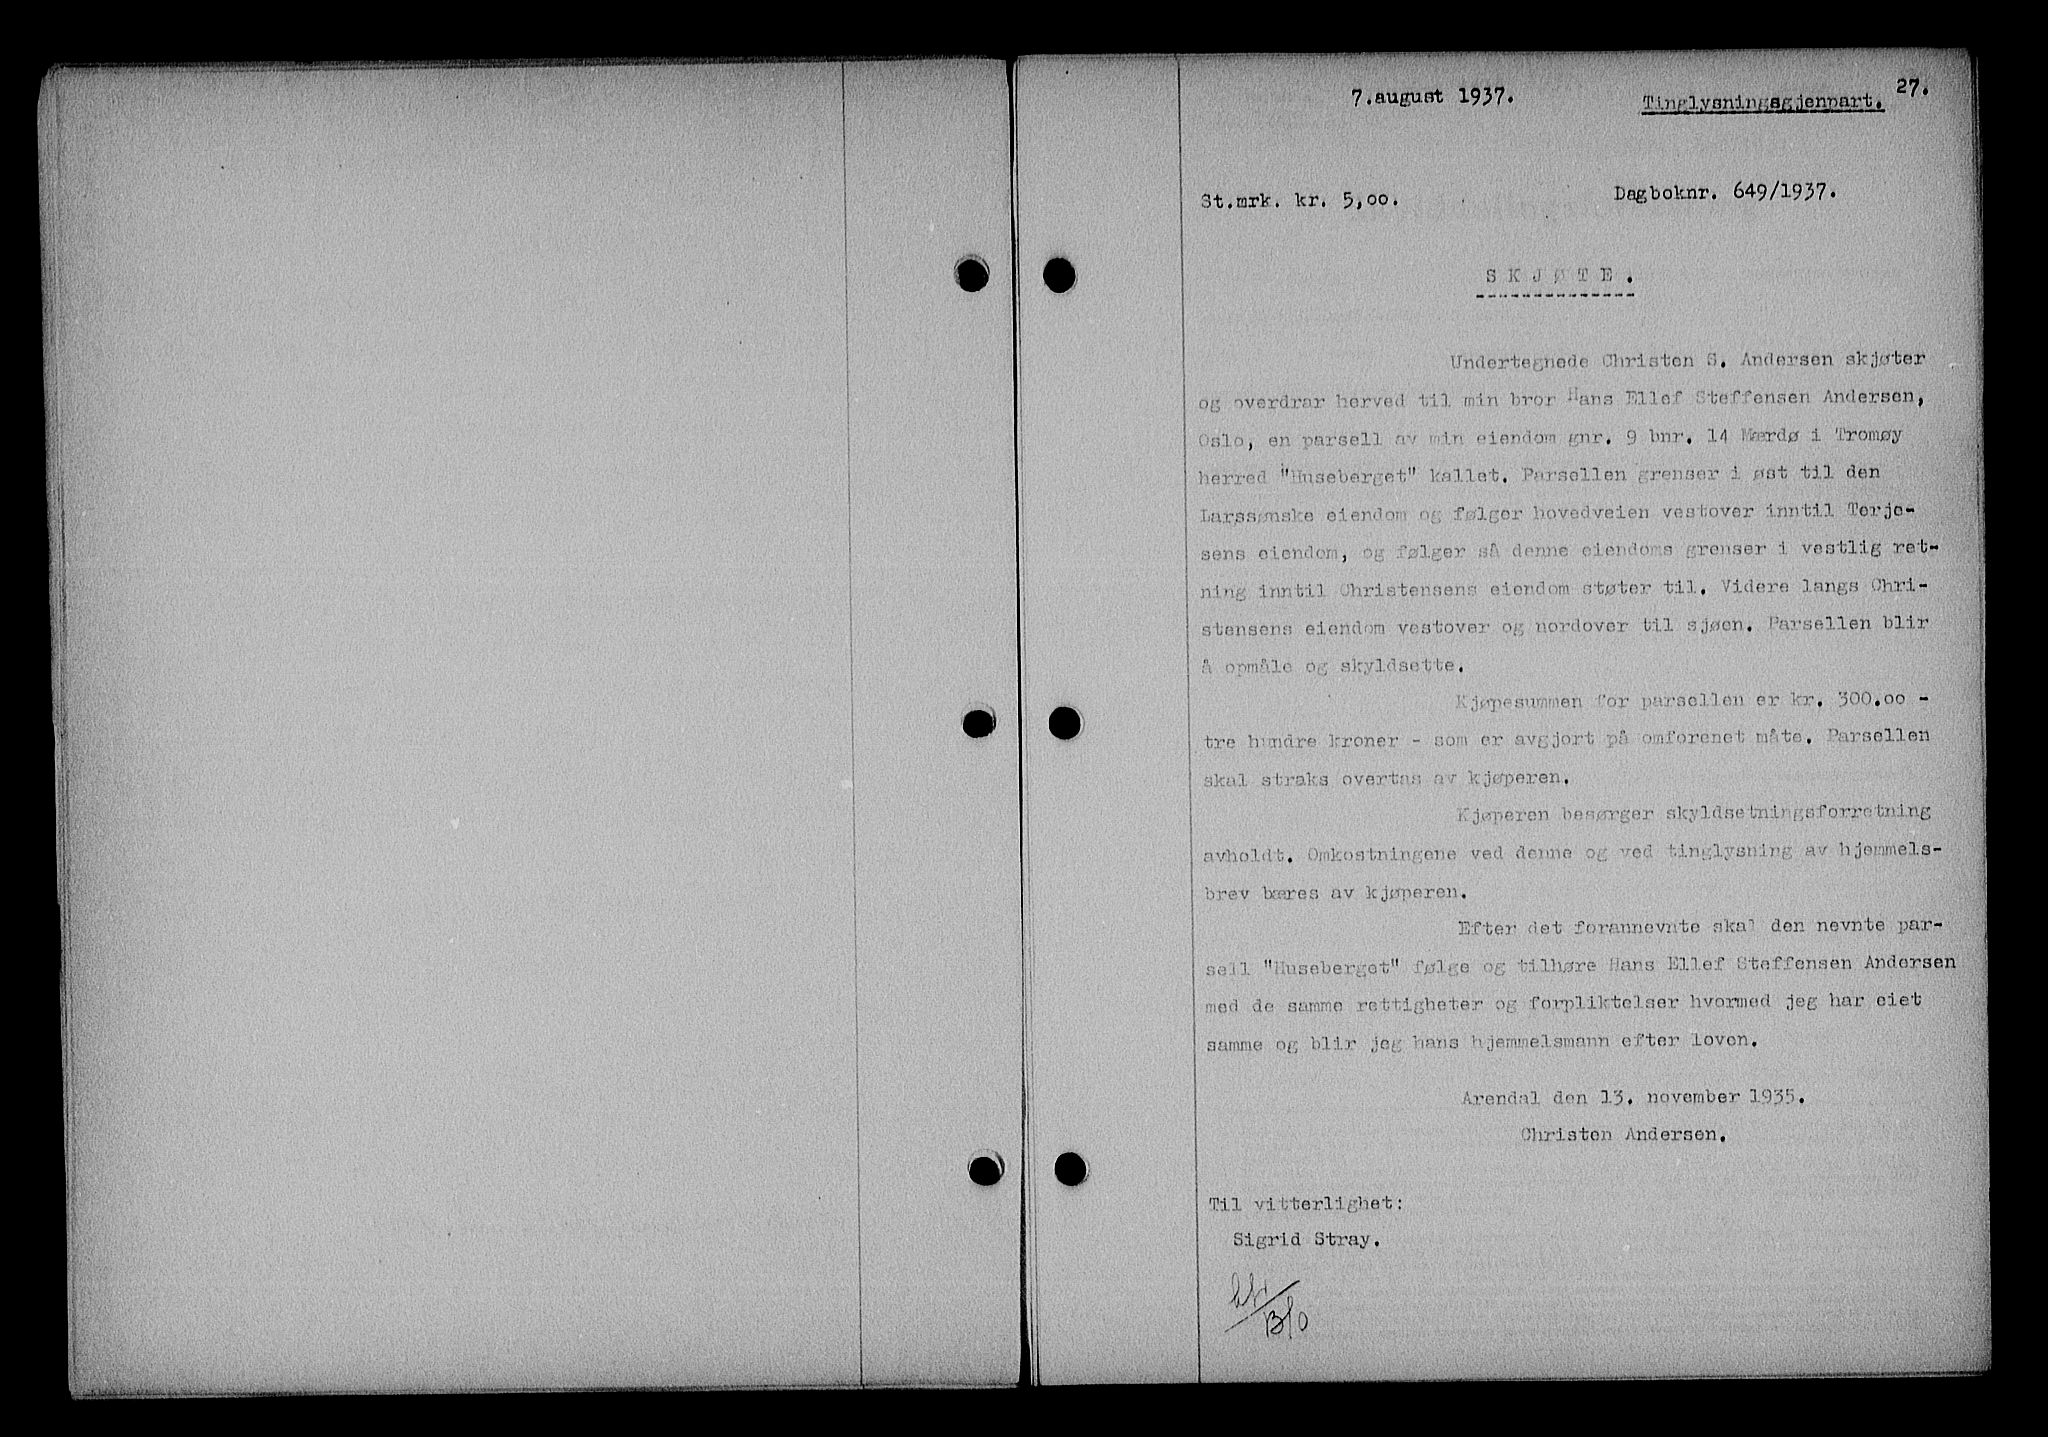 27.
7.august 1937. Tinglysningsgjenpart.
St.mrk. kr. 5,00. Dagboknr. 649/1937.
S K J Ø T E .
Undertegnede Christen S. Andersen skjøter
og overdrar herved til min bror Hans Ellef Steffensen Andersen,
Oslo, en parsell av min eiendom gnr. 9 bnr. 14 Mærdø i Tromøy
herred "Huseberget" kallet. Parsellen grenser i øst til den
Larssønske eiendom og følger hovedveien vestover inntil Terje-
sens eiendom, og følger så denne eiendoms grenser i vestlig ret-
ning inntil Christensens eiendom støter til. Videre langs Chri-
stensens eiendom vestover og nordover til sjøen. Parsellen blir
å opmåle og skyldsette.
Kjøpesummen for parsellen er kr. 300.00 -
tre hundre kroner - som er avgjort på omforenet måte. Parsellen
skal straks overtas av kjøperen.
Kjøperen besørger skyldsetningsforretning
avholdt. Omkostningene ved denne og ved tinglysning av hjemmels-
brev bæres av kjøperen.
Efter det forannevnte skal den nevnte par-
sell "Huseberget" følge og tilhøre Hans Ellef Steffensen Andersen
med de samme rettigheter og forpliktelser hvormed jeg har eiet
samme og blir jeg hans hjemmelsmann efter loven.
Arendal den 13. november 1935.
Christen Andersen.
Til vitterlighet:
Sigrid Stray.